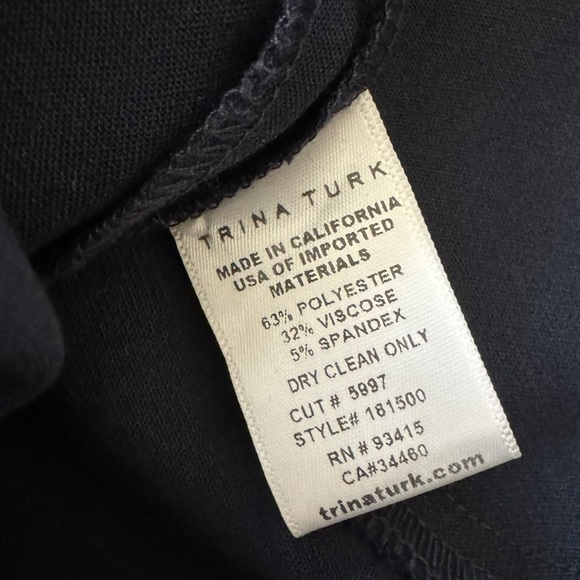 TRINA TURK
MADE IN CALIFORNIA
USA OF IMPORTED
MATERIALS
63% POLYESTER
32% VISCOSE
5% SPANDEX
DRY CLEAN ONLY
CUT # 5997
STYLE# 181500
RN # 93415
CA#34460
trinaturk.com